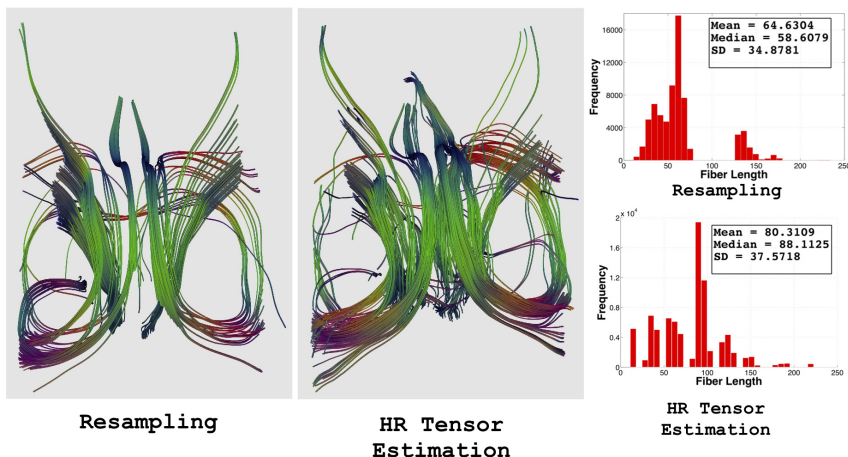 Resampling
HR Tensor
Estimation
Mean = 64.6304
Median = 58.6079
SD = 34.8781
Frequency
16000
12000
8000
4000
0
0
50
100
150
200
250
Fiber Length
Resampling
2 x 10⁴
Mean = 80.3109
Median = 88.1125
SD = 37.5718
Frequency
1.6
1.2
0.8
0.4
0
0
50
100
150
200
250
Fiber Length
HR Tensor
Estimation